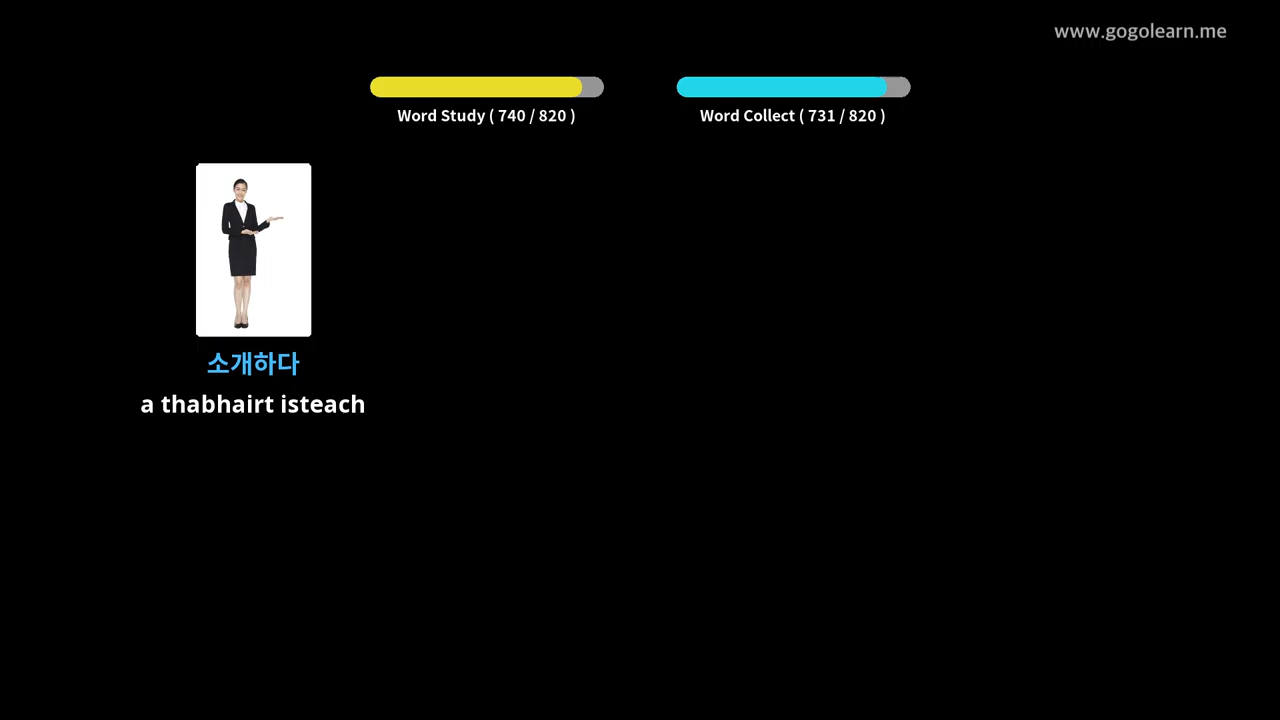 www.gogolearn.me
Word Study ( 740 / 820 )
Word Collect ( 731 / 820 )
소개하다
a thabhairt isteach